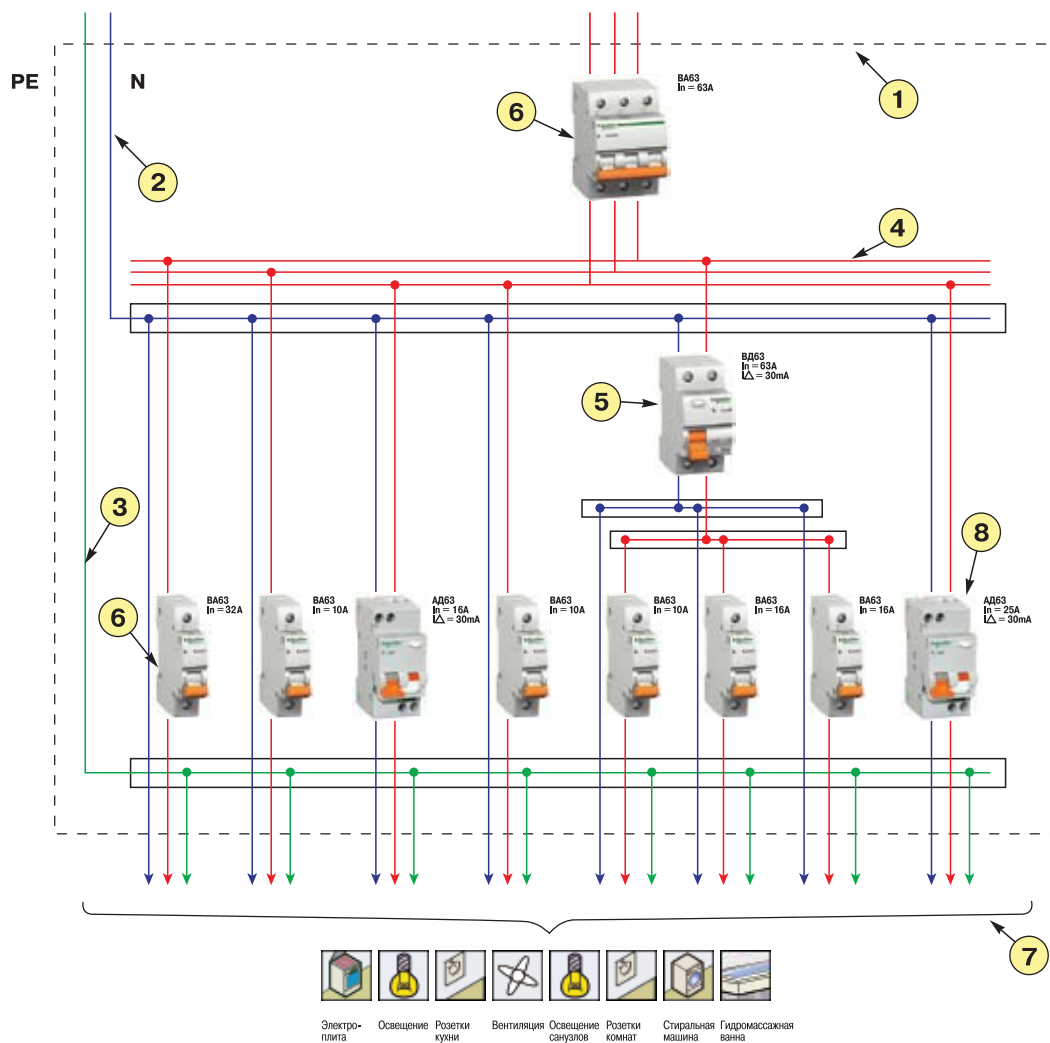 PE
N
ВА63
In = 63A
1
6
2
4
ВД63
In = 63A
I△ = 30mA
5
3
8
6
ВА63
In = 32A
ВА63
In = 10A
АД63
In = 16A
I△ = 30mA
ВА63
In = 10A
ВА63
In = 10A
ВА63
In = 16A
ВА63
In = 16A
АД63
In = 25A
I△ = 30mA
7
Электро-
плита
Освещение
Розетки
кухни
Вентиляция
Освещение
санузлов
Розетки
комнат
Стиральная
машина
Гидромассажная
ванна